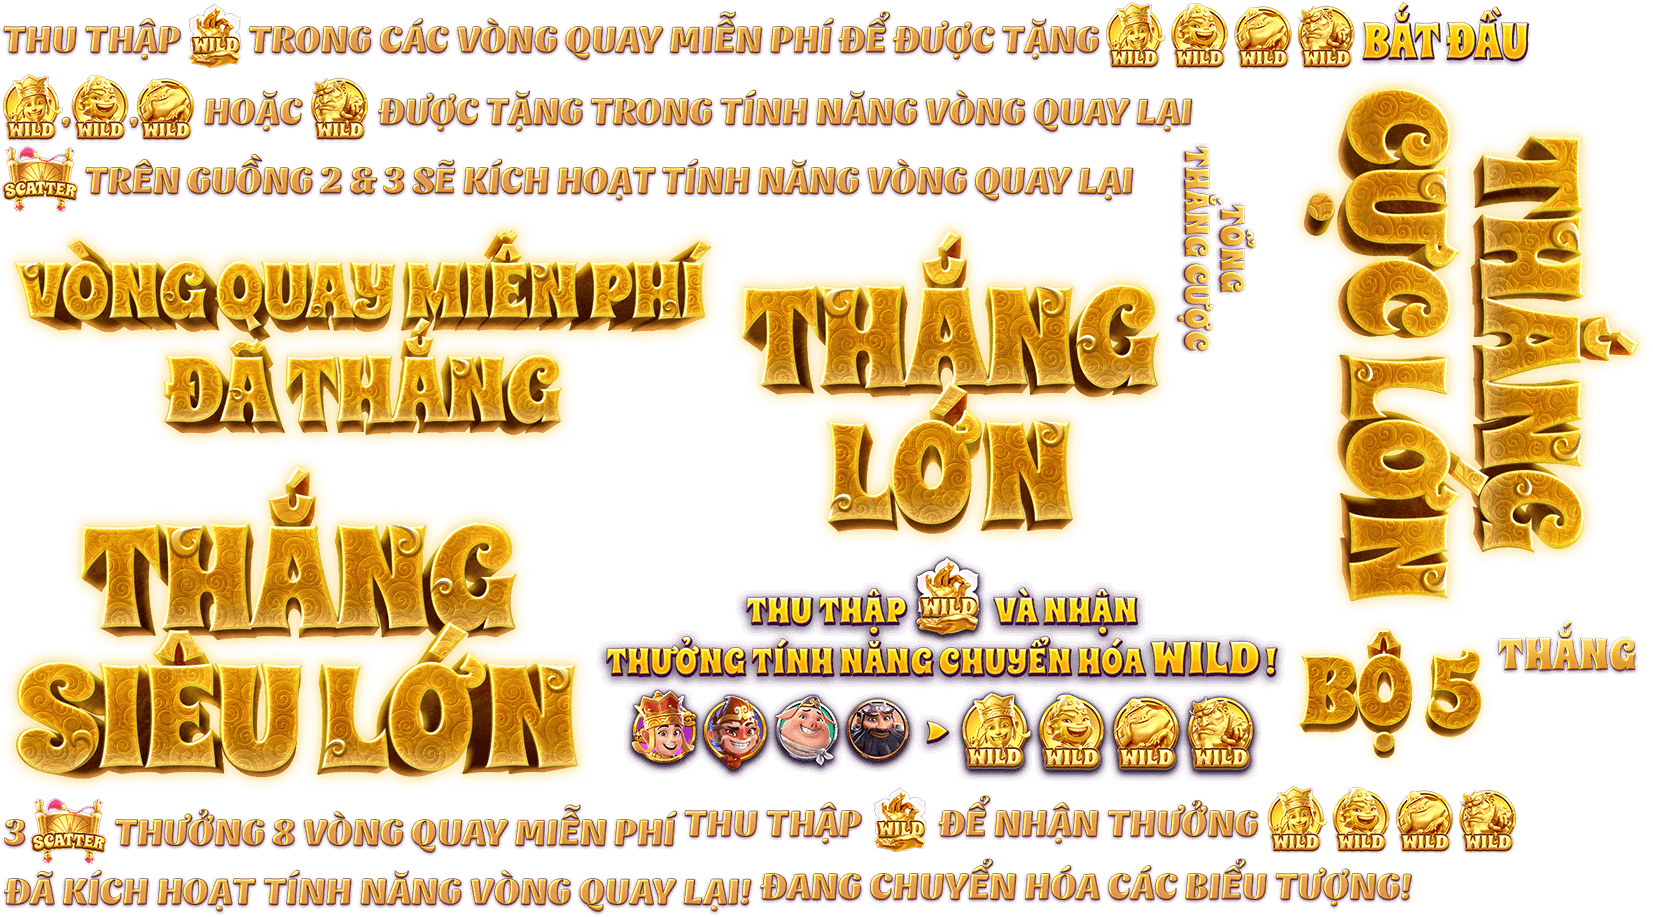 THU THẬP WILD TRONG CÁC VÒNG QUAY MIỄN PHÍ ĐỂ ĐƯỢC TẶNG WILD WILD WILD WILD BẮT ĐẦU
WILD, WILD, WILD HOẶC WILD ĐƯỢC TẶNG TRONG TÍNH NĂNG VÒNG QUAY LẠI
SCATTER TRÊN GUỒNG 2 & 3 SẼ KÍCH HOẠT TÍNH NĂNG VÒNG QUAY LẠI
TỔNG
THẮNG CƯỢC
THẮNG
CỰC LỚN
VÒNG QUAY MIỄN PHÍ
ĐÃ THẮNG
THẮNG
LỚN
THẮNG
SIÊU LỚN
THU THẬP WILD VÀ NHẬN
THƯỞNG TÍNH NĂNG CHUYỂN HÓA WILD!
WILD WILD WILD WILD
BỘ 5
THẮNG
3 SCATTER THƯỞNG 8 VÒNG QUAY MIỄN PHÍ
THU THẬP WILD ĐỂ NHẬN THƯỞNG WILD WILD WILD WILD
ĐÃ KÍCH HOẠT TÍNH NĂNG VÒNG QUAY LẠI!
ĐANG CHUYỂN HÓA CÁC BIỂU TƯỢNG!